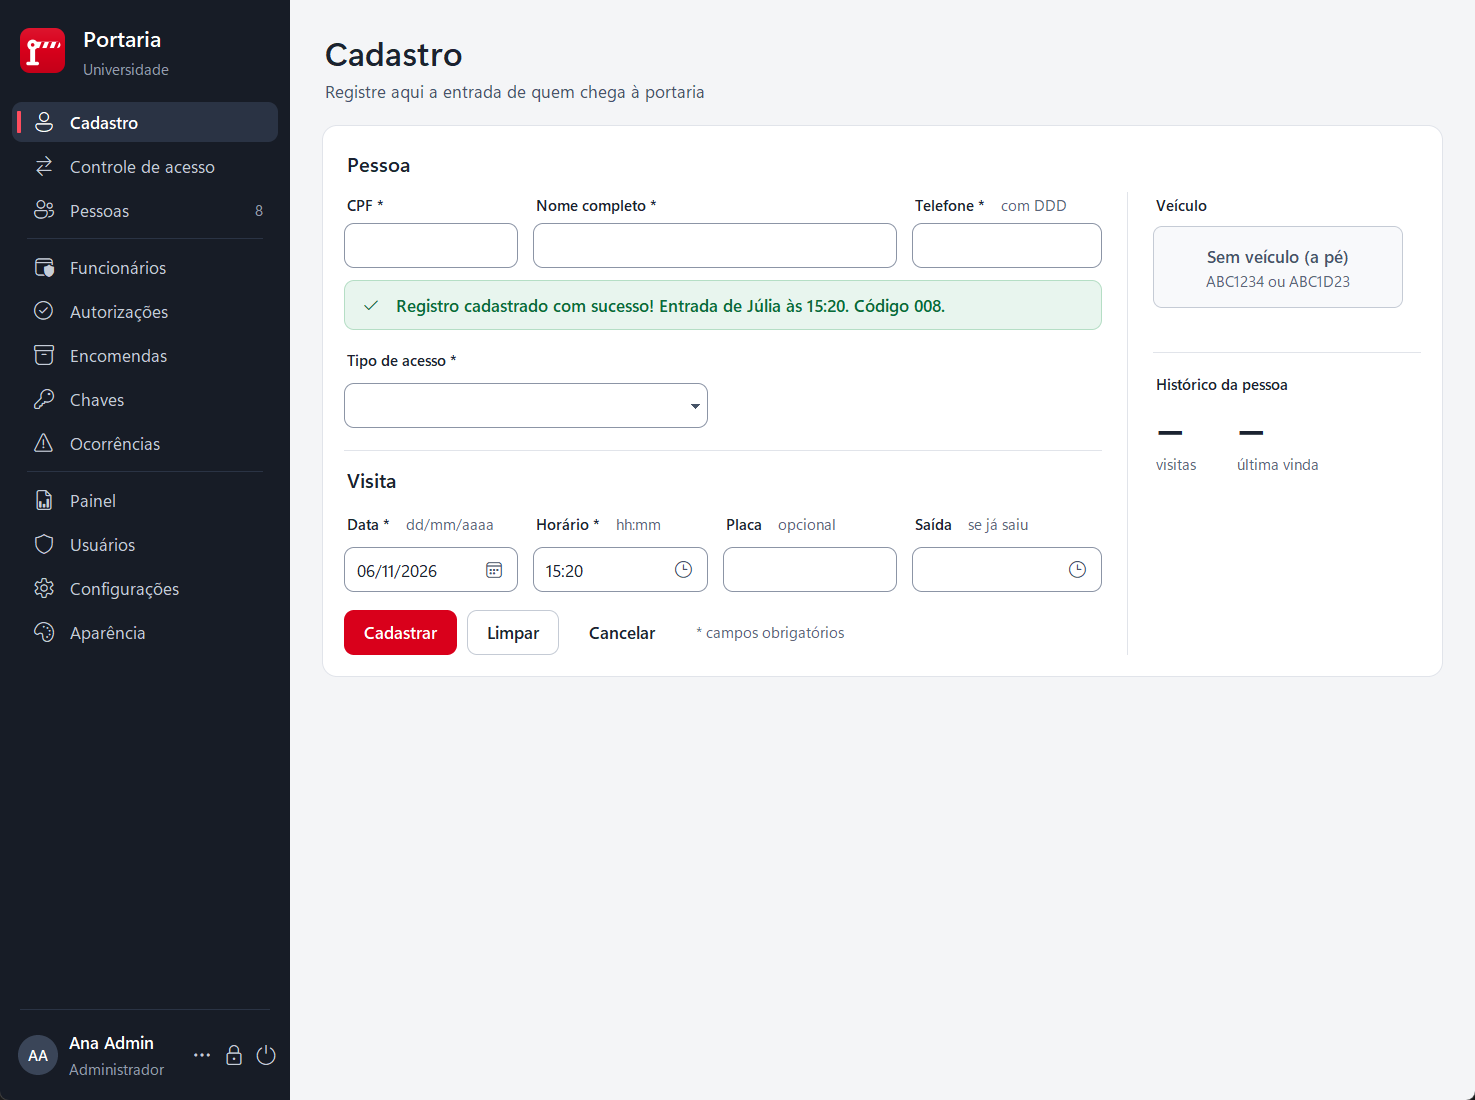 Portaria
Universidade
Cadastro
Controle de acesso
Pessoas 8
Funcionários
Autorizações
Encomendas
Chaves
Ocorrências
Painel
Usuários
Configurações
Aparência
AA
Ana Admin
Administrador
Cadastro
Registre aqui a entrada de quem chega à portaria
Pessoa
CPF * Nome completo * Telefone * com DDD
Registro cadastrado com sucesso! Entrada de Júlia às 15:20. Código 008.
Tipo de acesso *
Visita
Data * dd/mm/aaaa Horário * hh:mm Placa opcional Saída se já saiu
06/11/2026 15:20
Cadastrar Limpar Cancelar * campos obrigatórios
Veículo
Sem veículo (a pé)
ABC1234 ou ABC1D23
Histórico da pessoa
— —
visitas última vinda